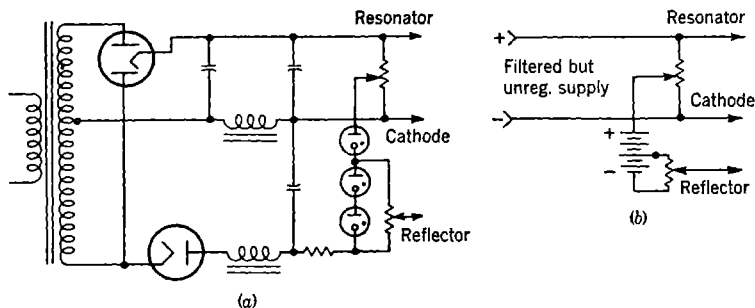 Resonator
Cathode
Reflector
(a)
Resonator
+
Filtered but
unreg. supply
Cathode
-
+
-
Reflector
(b)